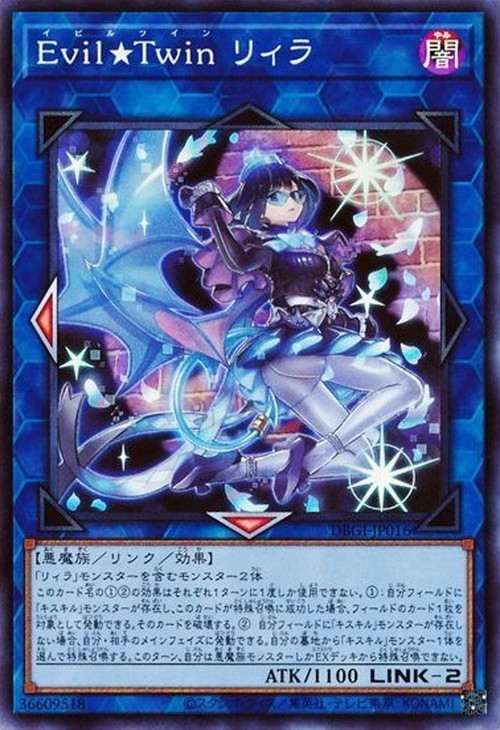 イビルツイン
Evil★Twin リィラ
やみ
闇
DBGI-JP016
【悪魔族／リンク／効果】
「リィラ」モンスターを含むモンスター２体
このカード名の①②の効果はそれぞれ１ターンに１度しか使用できない。①：自分フィールドに
「キスキル」モンスターが存在し、このカードが特殊召喚に成功した場合、フィールドのカード１枚を
対象として発動できる。そのカードを破壊する。②：自分フィールドに「キスキル」モンスターが存在し
ない場合、自分・相手のメインフェイズに発動できる。自分の墓地から「キスキル」モンスター１体を
選んで特殊召喚する。このターン、自分は悪魔族モンスターしかEXデッキから特殊召喚できない。
ATK/1100 LINK-2
36609518
©スタジオ・ダイス／集英社・テレビ東京・KONAMI